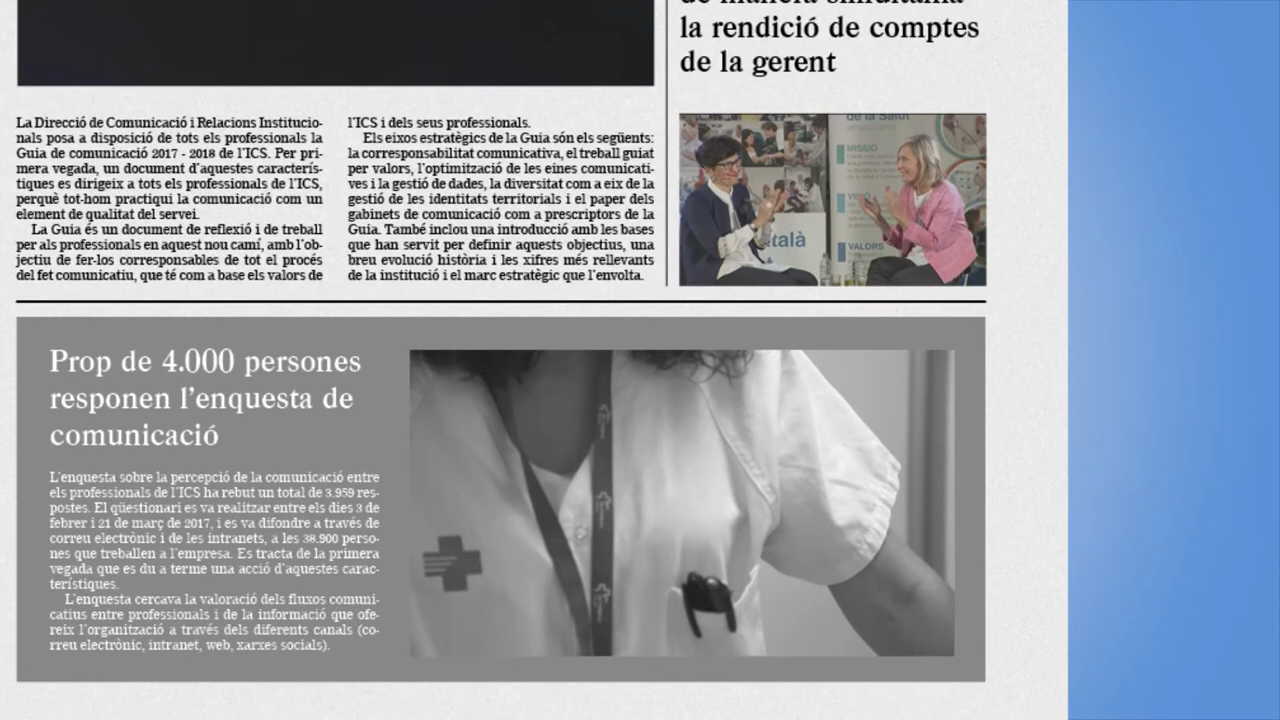 la rendició de comptes
de la gerent
La Direcció de Comunicació i Relacions Institucio-
nals posa a disposició de tots els professionals la
Guia de comunicació 2017 - 2018 de l'ICS. Per pri-
mera vegada, un document d'aquestes caracterís-
tiques es dirigeix a tots els professionals de l'ICS,
perquè tot-hom practiqui la comunicació com un
element de qualitat del servei.
La Guia és un document de reflexió i de treball
per als professionals en aquest nou camí, amb l'ob-
jectiu de fer-los corresponsables de tot el procés
del fet comunicatiu, que té com a base els valors de
l'ICS i dels seus professionals.
Els eixos estratègics de la Guia són els següents:
la corresponsabilitat comunicativa, el treball guiat
per valors, l'optimització de les eines comunicati-
ves i la gestió de dades, la diversitat com a eix de la
gestió de les identitats territorials i el paper dels
gabinets de comunicació com a prescriptors de la
Guia. També inclou una introducció amb les bases
que han servit per definir aquests objectius, una
breu evolució història i les xifres més rellevants
de la institució i el marc estratègic que l'envolta.
de la Salut
MISSIÓ
talà
VALORS
Prop de 4.000 persones
responen l'enquesta de
comunicació
L'enquesta sobre la percepció de la comunicació entre
els professionals de l'ICS ha rebut un total de 3.959 res-
postes. El qüestionari es va realitzar entre els dies 3 de
febrer i 21 de març de 2017, i es va difondre a través de
correu electrònic i de les intranets, a les 38.900 perso-
nes que treballen a l'empresa. Es tracta de la primera
vegada que es du a terme una acció d'aquestes carac-
terístiques.
L'enquesta cercava la valoració dels fluxos comuni-
catius entre professionals i de la informació que ofe-
reix l'organització a través dels diferents canals (co-
rreu electrònic, intranet, web, xarxes socials).